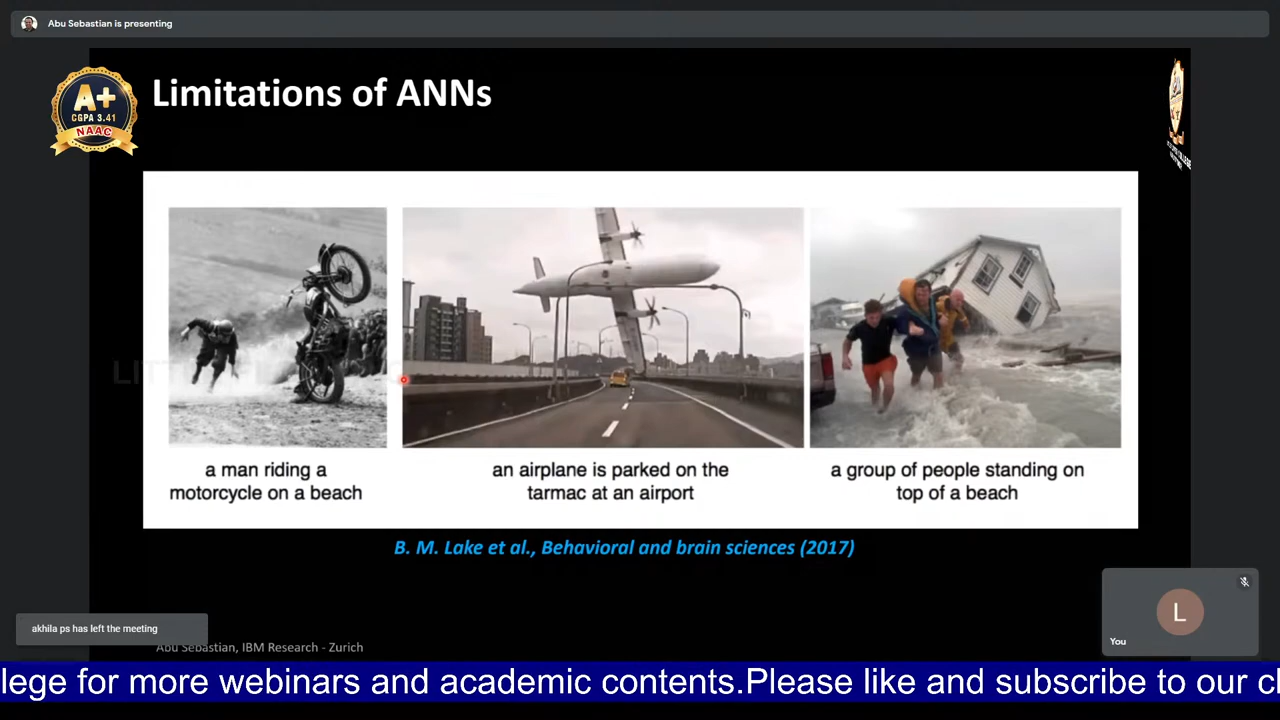 Abu Sebastian is presenting
A+
CGPA 3.41
NAAC
Limitations of ANNs
a man riding a
motorcycle on a beach
an airplane is parked on the
tarmac at an airport
a group of people standing on
top of a beach
B. M. Lake et al., Behavioral and brain sciences (2017)
L
You
akhila ps has left the meeting
Abu Sebastian, IBM Research - Zurich
lege for more webinars and academic contents.Please like and subscribe to our cl